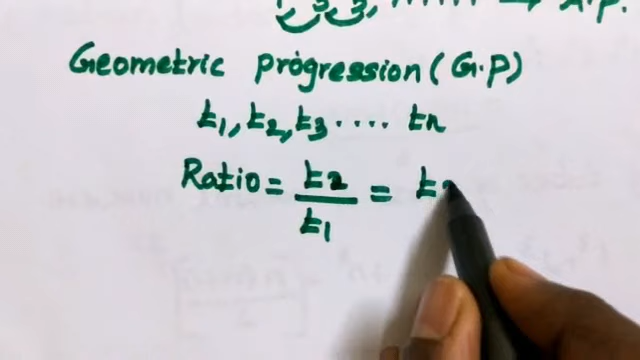 → A.P.
Geometric progression (G.P)
t1, t2, t3 .... tn
Ratio = t2/t1 =